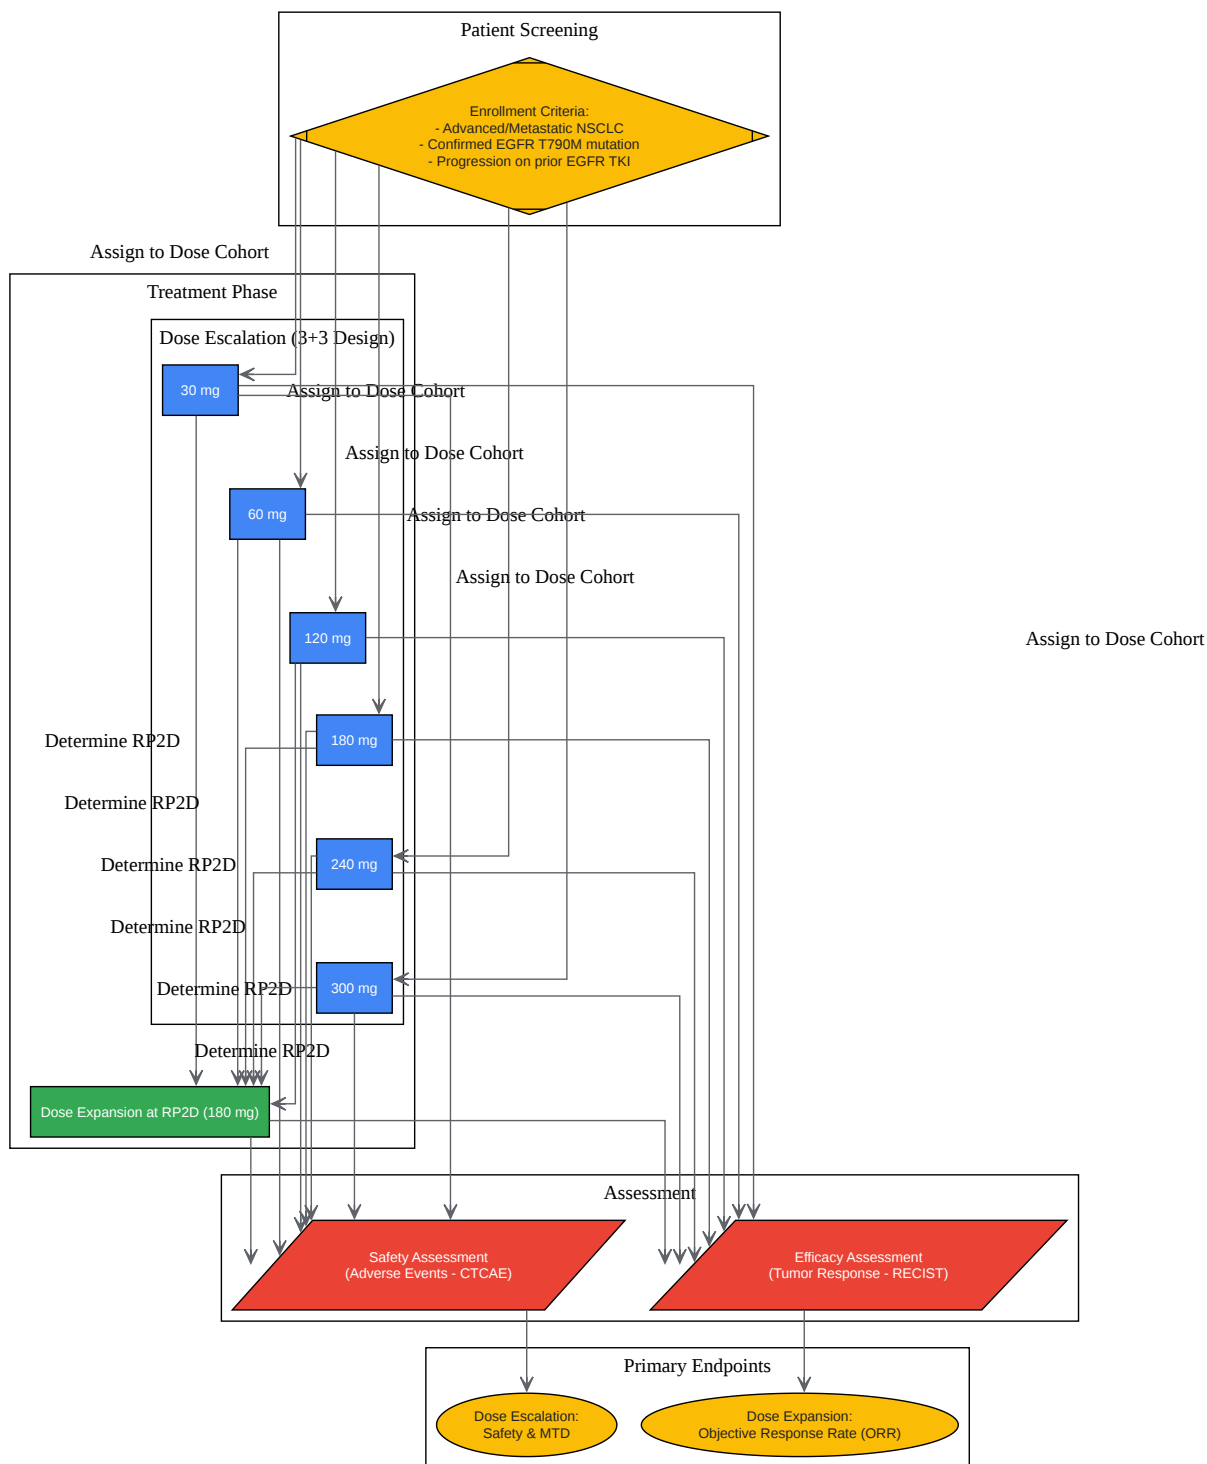 Patient Screening
Enrollment Criteria:
- Advanced/Metastatic NSCLC
- Confirmed EGFR T790M mutation
- Progression on prior EGFR TKI
Assign to Dose Cohort
Treatment Phase
Dose Escalation (3+3 Design)
30 mg
Assign to Dose Cohort
Assign to Dose Cohort
60 mg
Assign to Dose Cohort
Assign to Dose Cohort
120 mg
Assign to Dose Cohort
Determine RP2D
180 mg
Determine RP2D
Determine RP2D
240 mg
Determine RP2D
Determine RP2D
300 mg
Determine RP2D
Dose Expansion at RP2D (180 mg)
Assessment
Safety Assessment
(Adverse Events - CTCAE)
Efficacy Assessment
(Tumor Response - RECIST)
Primary Endpoints
Dose Escalation:
Safety & MTD
Dose Expansion:
Objective Response Rate (ORR)